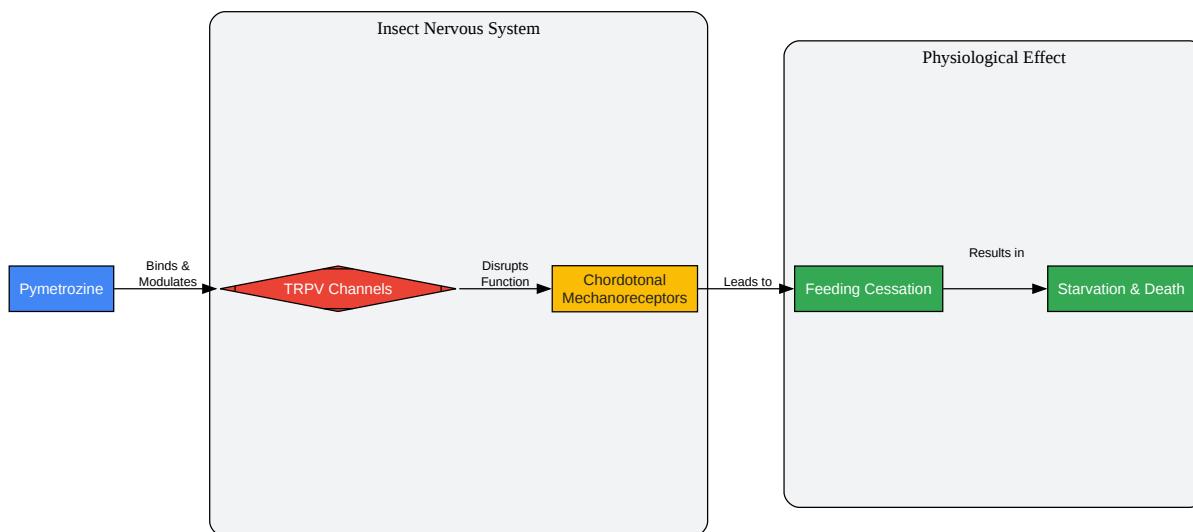 Insect Nervous System
Physiological Effect
Pymetrozine
Binds &
Modulates
TRPV Channels
Disrupts
Function
Chordotonal
Mechanoreceptors
Leads to
Feeding Cessation
Results in
Starvation & Death